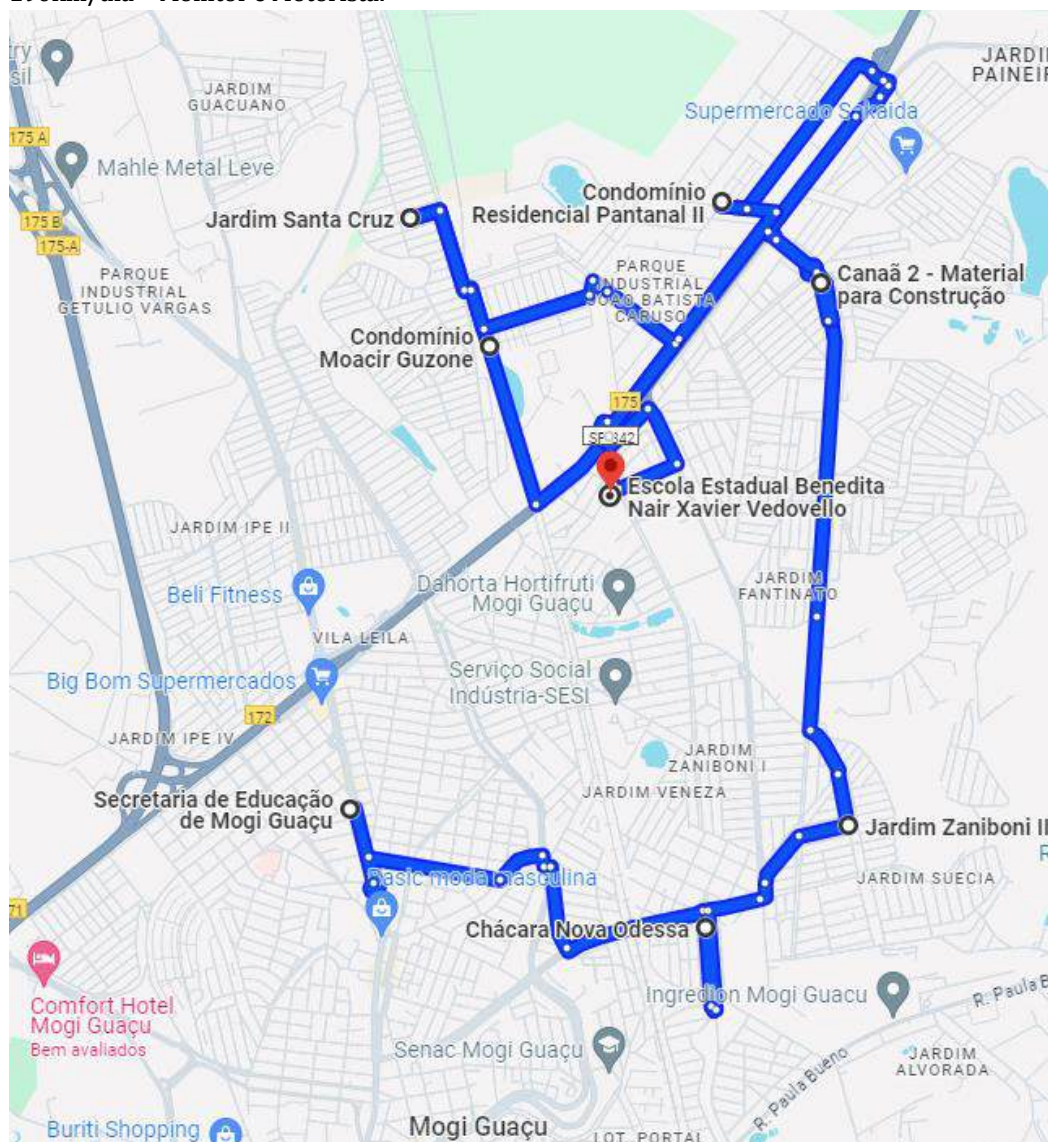 JARDIM
GUACUANO
175 A
Mahle Metal Leve
Supermercado Sakaida
175 B
175-A
Jardim Santa Cruz
Condomínio
Residencial Pantanal II
PARQUE
INDUSTRIAL
GETULIO VARGAS
PARQUE
INDUSTRIAL
JOAO BATISTA
CARUSO
Canaã 2 - Material
para Construção
Condomínio
Moacir Guzone
175
Escola Estadual Benedita
Nair Xavier Vedovello
JARDIM IPE II
Beli Fitness
Dahorta Hortifruti
Mogi Guaçu
JARDIM
FANTINATO
VILA LEILA
Big Bom Supermercados
Serviço Social
Indústria-SESI
172
JARDIM IPE IV
JARDIM
ZANIBONI I
JARDIM VENEZA
Secretaria de Educação
de Mogi Guaçu
Jardim Zaniboni II
Basic moda masculina
JARDIM SUECIA
Chácara Nova Odessa
Comfort Hotel
Mogi Guaçu
Bem avaliados
Ingredion Mogi Guacu
R. Paula B
Senac Mogi Guaçu
R. Paula Bueno
JARDIM
ALVORADA
Buriti Shopping
Mogi Guaçu
LOT. PORTAL